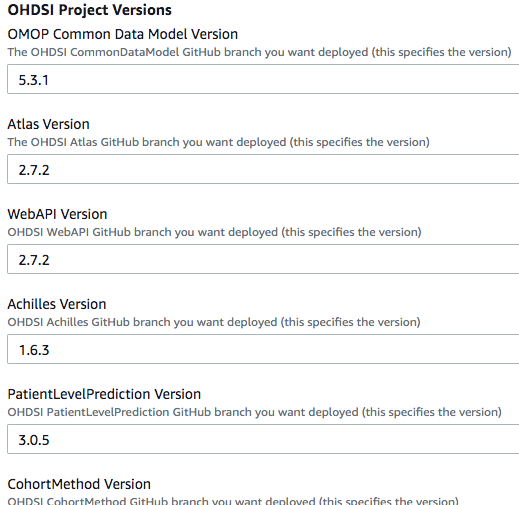 OHDSI Project Versions
OMOP Common Data Model Version
The OHDSI CommonDataModel GitHub branch you want deployed (this specifies the version)
5.3.1
Atlas Version
The OHDSI Atlas GitHub branch you want deployed (this specifies the version)
2.7.2
WebAPI Version
OHDSI WebAPI GitHub branch you want deployed (this specifies the version)
2.7.2
Achilles Version
OHDSI Achilles GitHub branch you want deployed (this specifies the version)
1.6.3
PatientLevelPrediction Version
OHDSI PatientLevelPrediction GitHub branch you want deployed (this specifies the version)
3.0.5
CohortMethod Version
OHDSI CohortMethod GitHub branch you want deployed (this specifies the version)